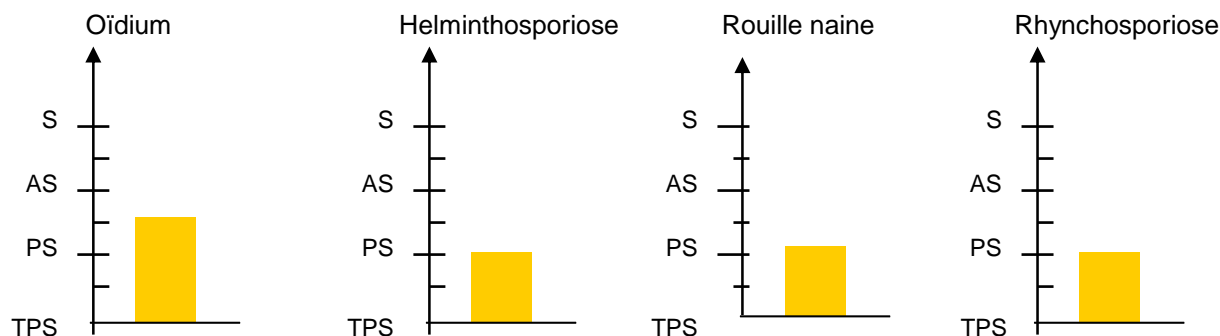 Oïdium Helminthosporiose Rouille naine Rhynchosporiose
S S S S
AS AS AS AS
PS PS PS PS
TPS TPS TPS TPS